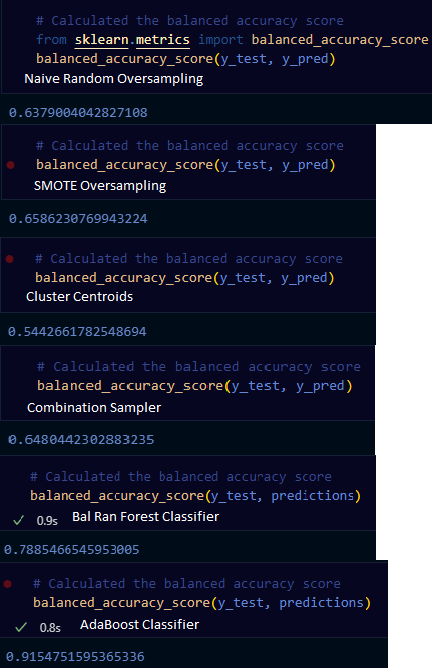 # Calculated the balanced accuracy score
from sklearn.metrics import balanced_accuracy_score
balanced_accuracy_score(y_test, y_pred)
Naive Random Oversampling
0.6379004042827108
# Calculated the balanced accuracy score
balanced_accuracy_score(y_test, y_pred)
SMOTE Oversampling
0.6586230769943224
# Calculated the balanced accuracy score
balanced_accuracy_score(y_test, y_pred)
Cluster Centroids
0.5442661782548694
# Calculated the balanced accuracy score
balanced_accuracy_score(y_test, y_pred)
Combination Sampler
0.6480442302883235
# Calculated the balanced accuracy score
balanced_accuracy_score(y_test, predictions)
0.9s Bal Ran Forest Classifier
0.7885466545953005
# Calculated the balanced accuracy score
balanced_accuracy_score(y_test, predictions)
0.8s AdaBoost Classifier
0.9154751595365336